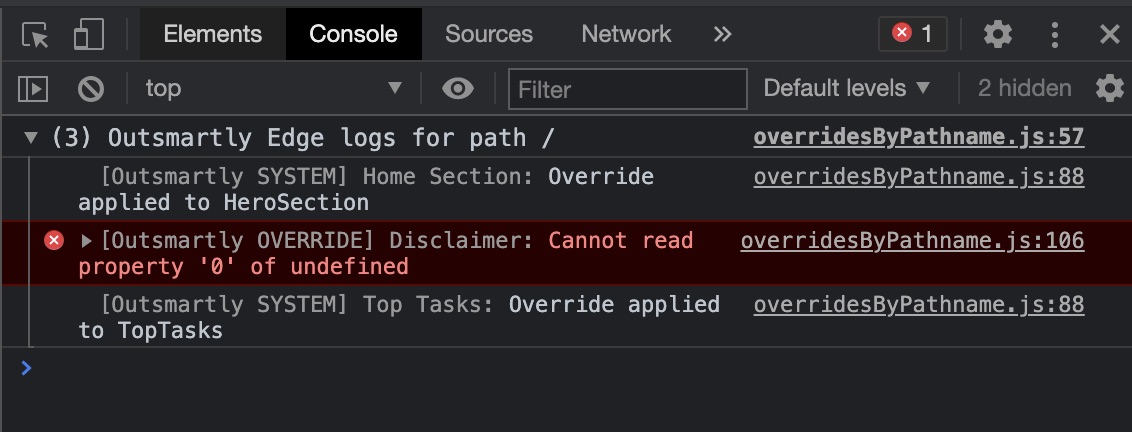 Elements Console Sources Network » 1
top Filter Default levels 2 hidden
(3) Outsmartly Edge logs for path / overridesByPathname.js:57
[Outsmartly SYSTEM] Home Section: Override overridesByPathname.js:88
applied to HeroSection
[Outsmartly OVERRIDE] Disclaimer: Cannot read overridesByPathname.js:106
property '0' of undefined
[Outsmartly SYSTEM] Top Tasks: Override applied overridesByPathname.js:88
to TopTasks